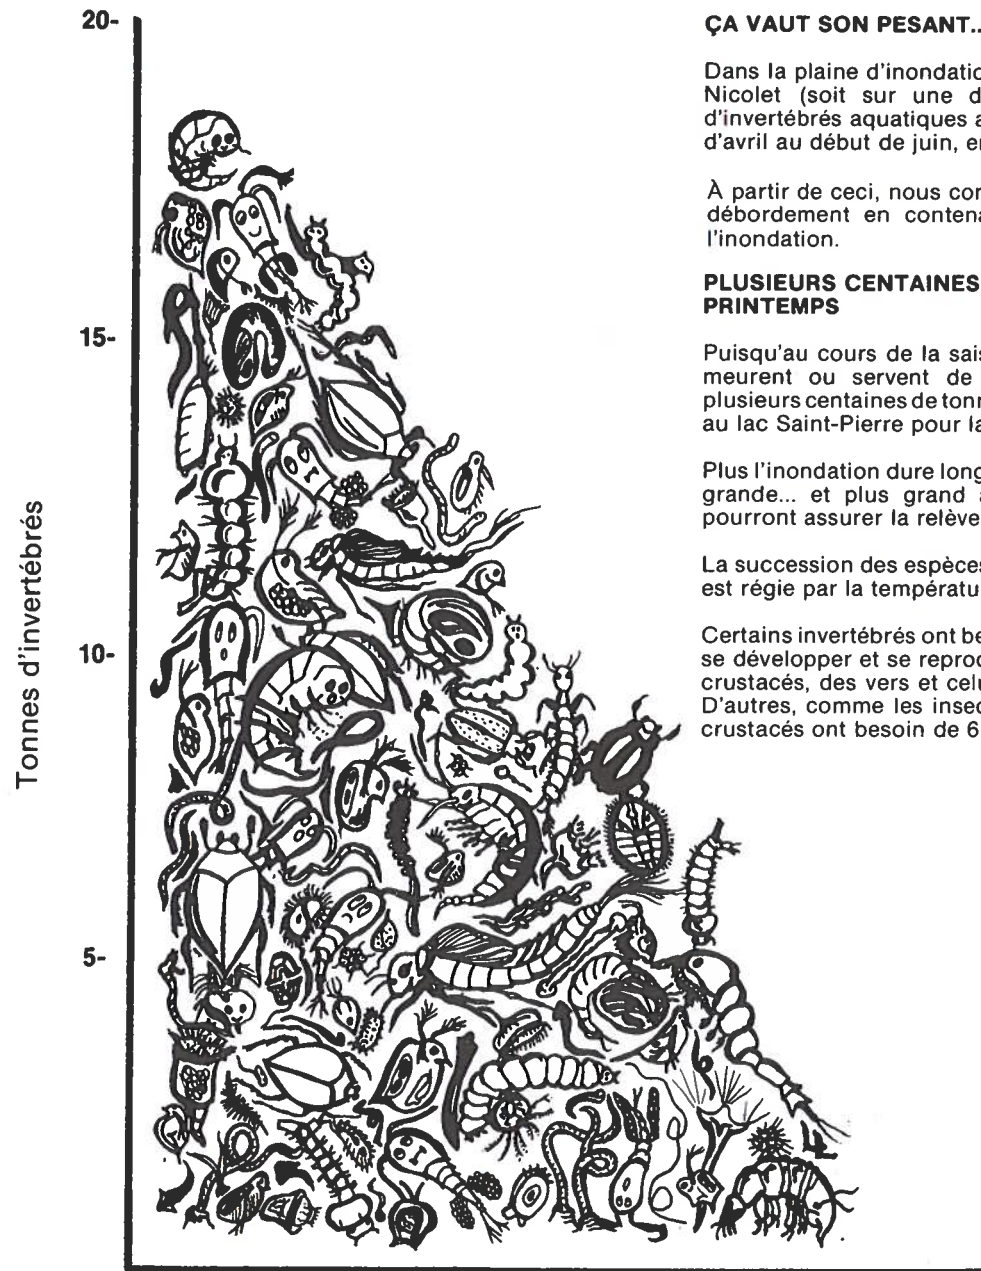 20-
15-
10-
5-
Tonnes d'invertébrés
ÇA VAUT SON PESANT..
Dans la plaine d'inondatio
Nicolet (soit sur une d
d'invertébrés aquatiques a
d'avril au début de juin, en
À partir de ceci, nous con
débordement en contena
l'inondation.
PLUSIEURS CENTAINES
PRINTEMPS
Puisqu'au cours de la sais
meurent ou servent de
plusieurs centaines de tonn
au lac Saint-Pierre pour la
Plus l'inondation dure long
grande... et plus grand a
pourront assurer la relève
La succession des espèces
est régie par la températu
Certains invertébrés ont be
se développer et se reprod
crustacés, des vers et celu
D'autres, comme les insec
crustacés ont besoin de 6